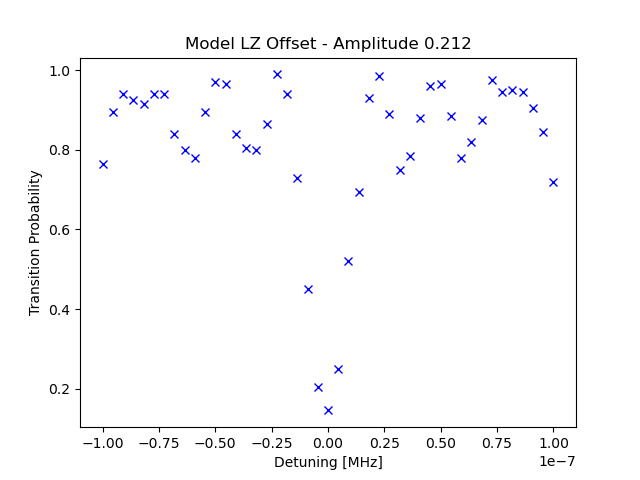 Model LZ Offset - Amplitude 0.212
Transition Probability
1.0
0.8
0.6
0.4
0.2
−1.00 −0.75 −0.50 −0.25 0.00 0.25 0.50 0.75 1.00
1e−7
Detuning [MHz]